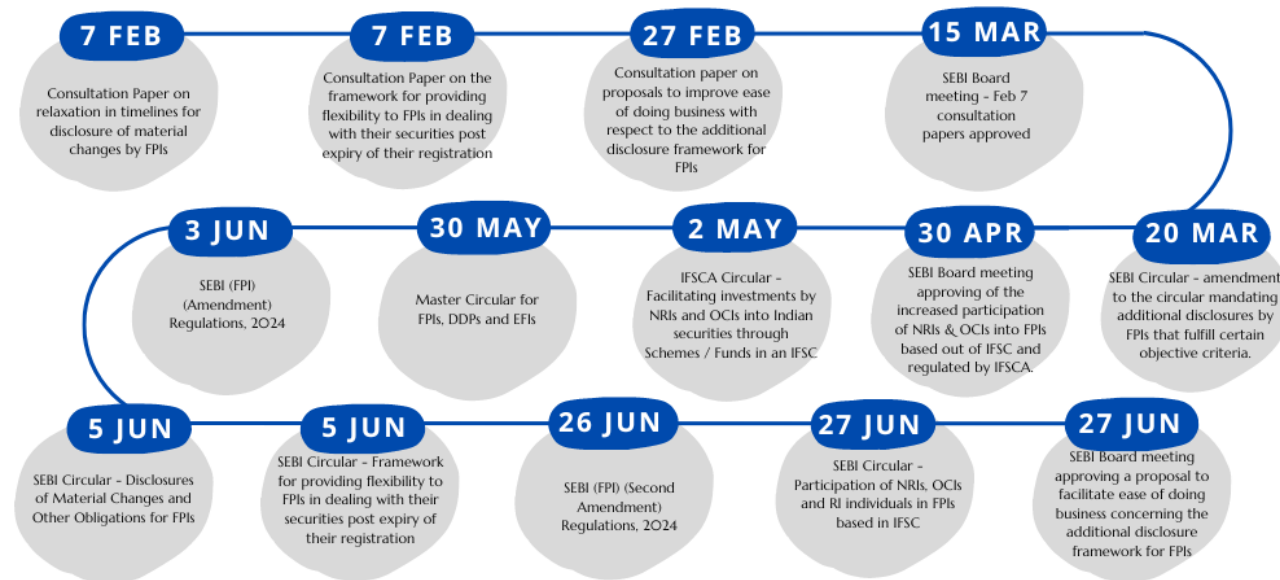 7 FEB
Consultation Paper on
relaxation in timelines for
disclosure of material
changes by FPIs
7 FEB
Consultation Paper on the
framework for providing
flexibility to FPIs in dealing
with their securities post
expiry of their registration
27 FEB
Consultation paper on
proposals to improve ease
of doing business with
respect to the additional
disclosure framework for
FPIs
15 MAR
SEBI Board
meeting - Feb 7
consultation
papers approved
20 MAR
SEBI Circular - amendment
to the circular mandating
additional disclosures by
FPIs that fulfill certain
objective criteria.
30 APR
SEBI Board meeting
approving of the
increased participation
of NRIs & OCIs into FPIs
based out of IFSC and
regulated by IFSCA.
2 MAY
IFSCA Circular -
Facilitating investments by
NRIs and OCIs into Indian
securities through
Schemes / Funds in an IFSC
30 MAY
Master Circular for
FPIs, DDPs and EFIs
3 JUN
SEBI (FPI)
(Amendment)
Regulations, 2024
5 JUN
SEBI Circular - Disclosures
of Material Changes and
Other Obligations for FPIs
5 JUN
SEBI Circular - Framework
for providing flexibility to
FPIs in dealing with their
securities post expiry of
their registration
26 JUN
SEBI (FPI) (Second
Amendment)
Regulations, 2024
27 JUN
SEBI Circular -
Participation of NRIs, OCIs
and RI individuals in FPIs
based in IFSC
27 JUN
SEBI Board meeting
approving a proposal to
facilitate ease of doing
business concerning the
additional disclosure
framework for FPIs